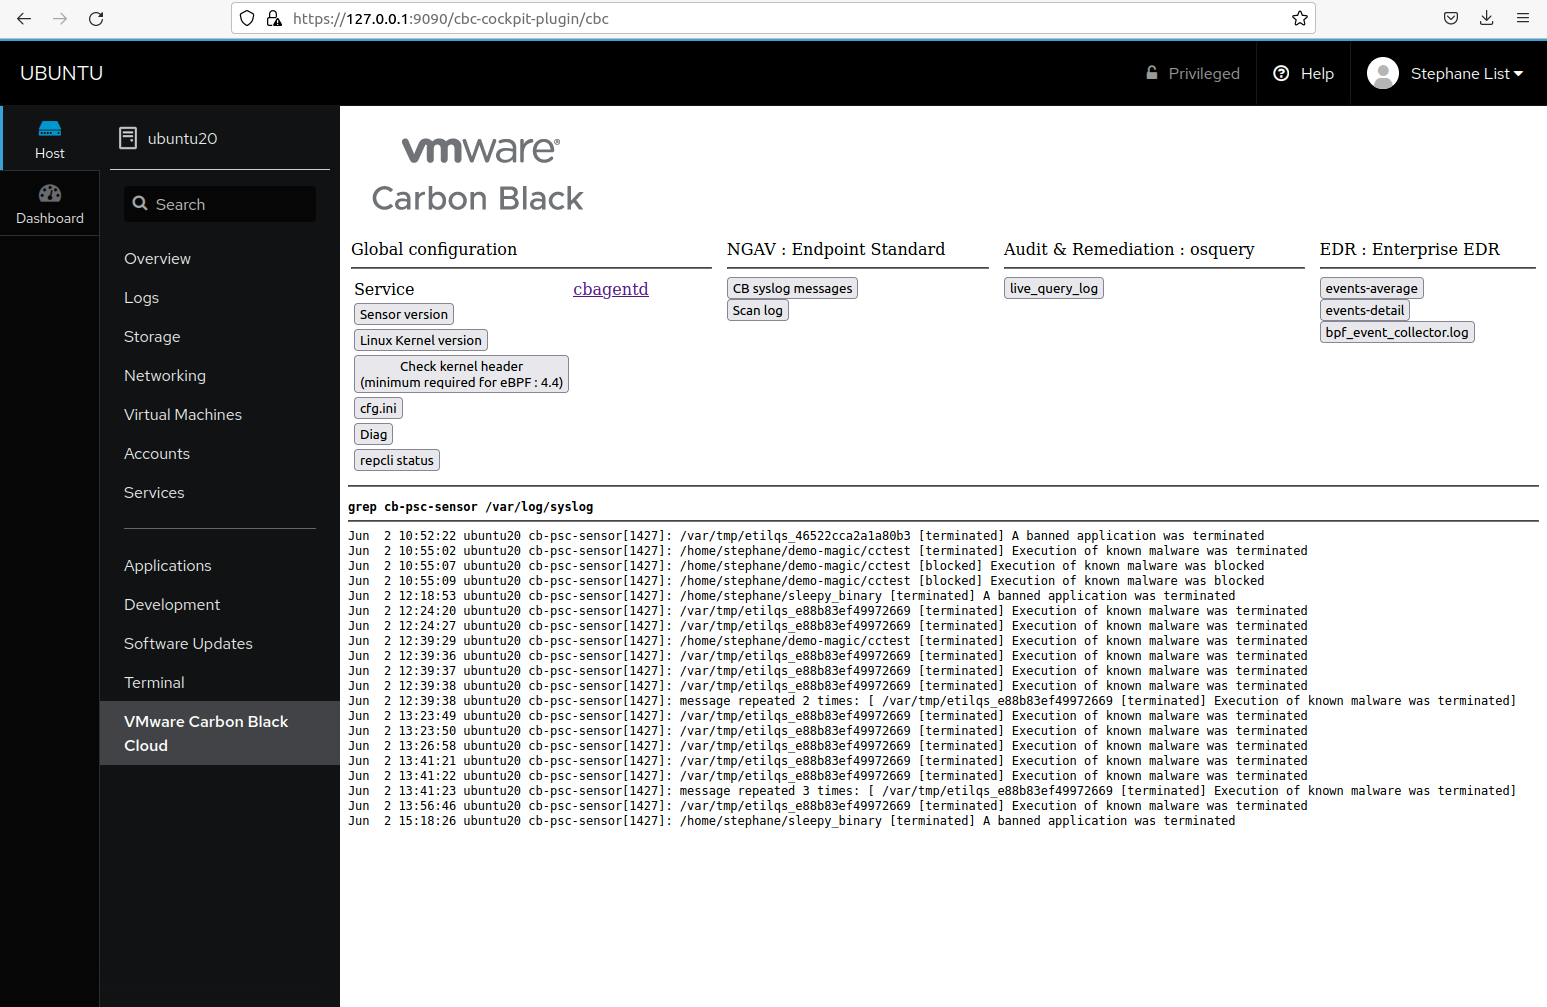 https://127.0.0.1:9090/cbc-cockpit-plugin/cbc
UBUNTU
Privileged
Help
Stephane List
Host
Dashboard
ubuntu20
Search
Overview
Logs
Storage
Networking
Virtual Machines
Accounts
Services
Applications
Development
Software Updates
Terminal
VMware Carbon Black
Cloud
vmware®
Carbon Black
Global configuration
Service cbagentd
Sensor version
Linux Kernel version
Check kernel header
(minimum required for eBPF : 4.4)
cfg.ini
Diag
repcli status
NGAV : Endpoint Standard
CB syslog messages
Scan log
Audit & Remediation : osquery
live_query_log
EDR : Enterprise EDR
events-average
events-detail
bpf_event_collector.log
grep cb-psc-sensor /var/log/syslog
Jun  2 10:52:22 ubuntu20 cb-psc-sensor[1427]: /var/tmp/etilqs_46522cca2a1a80b3 [terminated] A banned application was terminated
Jun  2 10:55:02 ubuntu20 cb-psc-sensor[1427]: /home/stephane/demo-magic/cctest [terminated] Execution of known malware was terminated
Jun  2 10:55:07 ubuntu20 cb-psc-sensor[1427]: /home/stephane/demo-magic/cctest [blocked] Execution of known malware was blocked
Jun  2 10:55:09 ubuntu20 cb-psc-sensor[1427]: /home/stephane/demo-magic/cctest [blocked] Execution of known malware was blocked
Jun  2 12:18:53 ubuntu20 cb-psc-sensor[1427]: /home/stephane/sleepy_binary [terminated] A banned application was terminated
Jun  2 12:24:20 ubuntu20 cb-psc-sensor[1427]: /var/tmp/etilqs_e88b83ef49972669 [terminated] Execution of known malware was terminated
Jun  2 12:24:27 ubuntu20 cb-psc-sensor[1427]: /var/tmp/etilqs_e88b83ef49972669 [terminated] Execution of known malware was terminated
Jun  2 12:39:29 ubuntu20 cb-psc-sensor[1427]: /home/stephane/demo-magic/cctest [terminated] Execution of known malware was terminated
Jun  2 12:39:36 ubuntu20 cb-psc-sensor[1427]: /var/tmp/etilqs_e88b83ef49972669 [terminated] Execution of known malware was terminated
Jun  2 12:39:37 ubuntu20 cb-psc-sensor[1427]: /var/tmp/etilqs_e88b83ef49972669 [terminated] Execution of known malware was terminated
Jun  2 12:39:38 ubuntu20 cb-psc-sensor[1427]: /var/tmp/etilqs_e88b83ef49972669 [terminated] Execution of known malware was terminated
Jun  2 12:39:38 ubuntu20 cb-psc-sensor[1427]: message repeated 2 times: [ /var/tmp/etilqs_e88b83ef49972669 [terminated] Execution of known malware was terminated]
Jun  2 13:23:49 ubuntu20 cb-psc-sensor[1427]: /var/tmp/etilqs_e88b83ef49972669 [terminated] Execution of known malware was terminated
Jun  2 13:23:50 ubuntu20 cb-psc-sensor[1427]: /var/tmp/etilqs_e88b83ef49972669 [terminated] Execution of known malware was terminated
Jun  2 13:26:58 ubuntu20 cb-psc-sensor[1427]: /var/tmp/etilqs_e88b83ef49972669 [terminated] Execution of known malware was terminated
Jun  2 13:41:21 ubuntu20 cb-psc-sensor[1427]: /var/tmp/etilqs_e88b83ef49972669 [terminated] Execution of known malware was terminated
Jun  2 13:41:22 ubuntu20 cb-psc-sensor[1427]: /var/tmp/etilqs_e88b83ef49972669 [terminated] Execution of known malware was terminated
Jun  2 13:41:23 ubuntu20 cb-psc-sensor[1427]: message repeated 3 times: [ /var/tmp/etilqs_e88b83ef49972669 [terminated] Execution of known malware was terminated]
Jun  2 13:56:46 ubuntu20 cb-psc-sensor[1427]: /var/tmp/etilqs_e88b83ef49972669 [terminated] Execution of known malware was terminated
Jun  2 15:18:26 ubuntu20 cb-psc-sensor[1427]: /home/stephane/sleepy_binary [terminated] A banned application was terminated